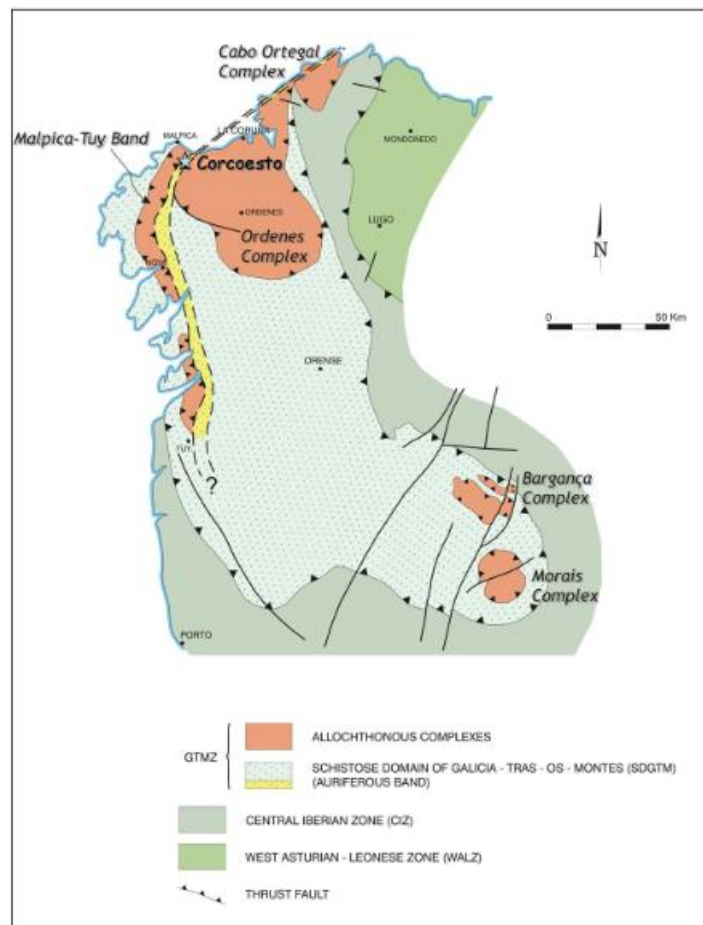 Cabo Ortegal
Complex
MALPICA
LA CORUÑA
MONDOÑEDO
Malpica-Tuy Band
Corcoesto
ORDENES
LUGO
Ordenes
Complex
N
NOYA
0 50 Km
ORENSE
TUY
?
Bargança
Complex
Morais
Complex
PORTO
GTMZ
ALLOCHTHONOUS COMPLEXES
SCHISTOSE DOMAIN OF GALICIA - TRAS - OS - MONTES (SDGTM)
(AURIFEROUS BAND)
CENTRAL IBERIAN ZONE (CIZ)
WEST ASTURIAN - LEONESE ZONE (WALZ)
THRUST FAULT